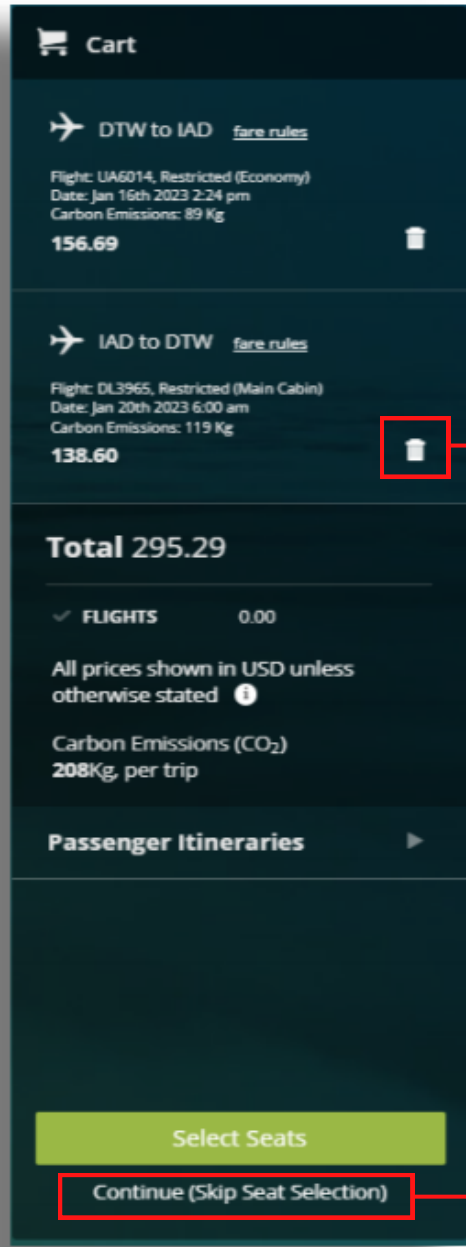 Cart
DTW to IAD fare rules
Flight: UA6014, Restricted (Economy)
Date: Jan 16th 2023 2:24 pm
Carbon Emissions: 89 Kg
156.69
IAD to DTW fare rules
Flight: DL3965, Restricted (Main Cabin)
Date: Jan 20th 2023 6:00 am
Carbon Emissions: 119 Kg
138.60
Total 295.29
FLIGHTS 0.00
All prices shown in USD unless
otherwise stated
Carbon Emissions (CO₂)
208Kg, per trip
Passenger Itineraries
Select Seats
Continue (Skip Seat Selection)